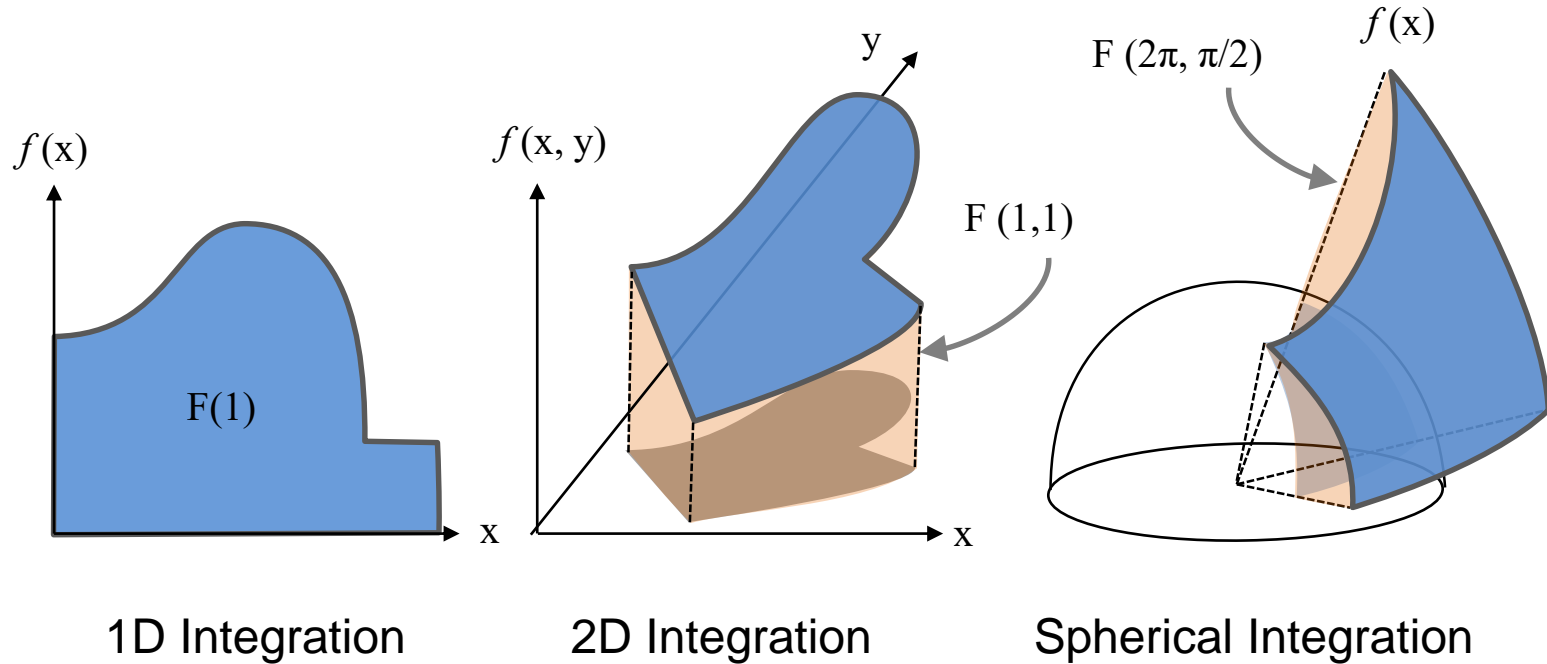 f(x)
F(1)
x
1D Integration
y
f(x, y)
F (1,1)
x
2D Integration
f(x)
F (2π, π/2)
Spherical Integration